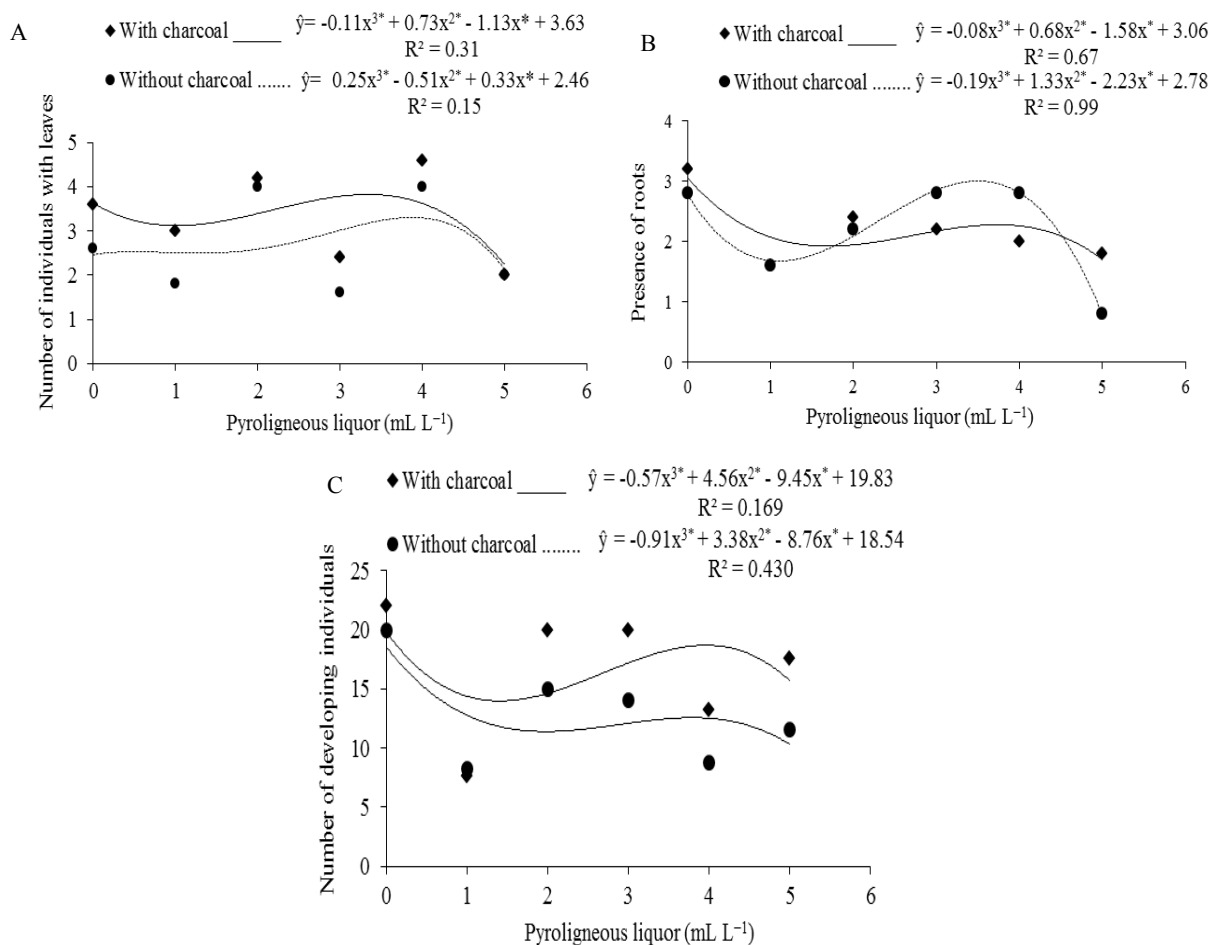 A
◆ With charcoal _____ ŷ= -0.11x³* + 0.73x²* - 1.13x* + 3.63
R² = 0.31
● Without charcoal ....... ŷ= 0.25x³* - 0.51x²* + 0.33x* + 2.46
R² = 0.15
Number of individuals with leaves
5
4
3
2
1
0
0 1 2 3 4 5 6
Pyroligneous liquor (mL L⁻¹)
B
◆ With charcoal _____ ŷ = -0.08x³* + 0.68x²* - 1.58x* + 3.06
R² = 0.67
● Without charcoal ........ ŷ = -0.19x³* + 1.33x²* - 2.23x* + 2.78
R² = 0.99
Presence of roots
4
3
2
1
0
0 1 2 3 4 5 6
Pyroligneous liquor (mL L⁻¹)
C
◆ With charcoal _____ ŷ = -0.57x³* + 4.56x²* - 9.45x* + 19.83
R² = 0.169
● Without charcoal ........ ŷ = -0.91x³* + 3.38x²* - 8.76x* + 18.54
R² = 0.430
Number of developing individuals
25
20
15
10
5
0
0 1 2 3 4 5 6
Pyroligneous liquor (mL L⁻¹)